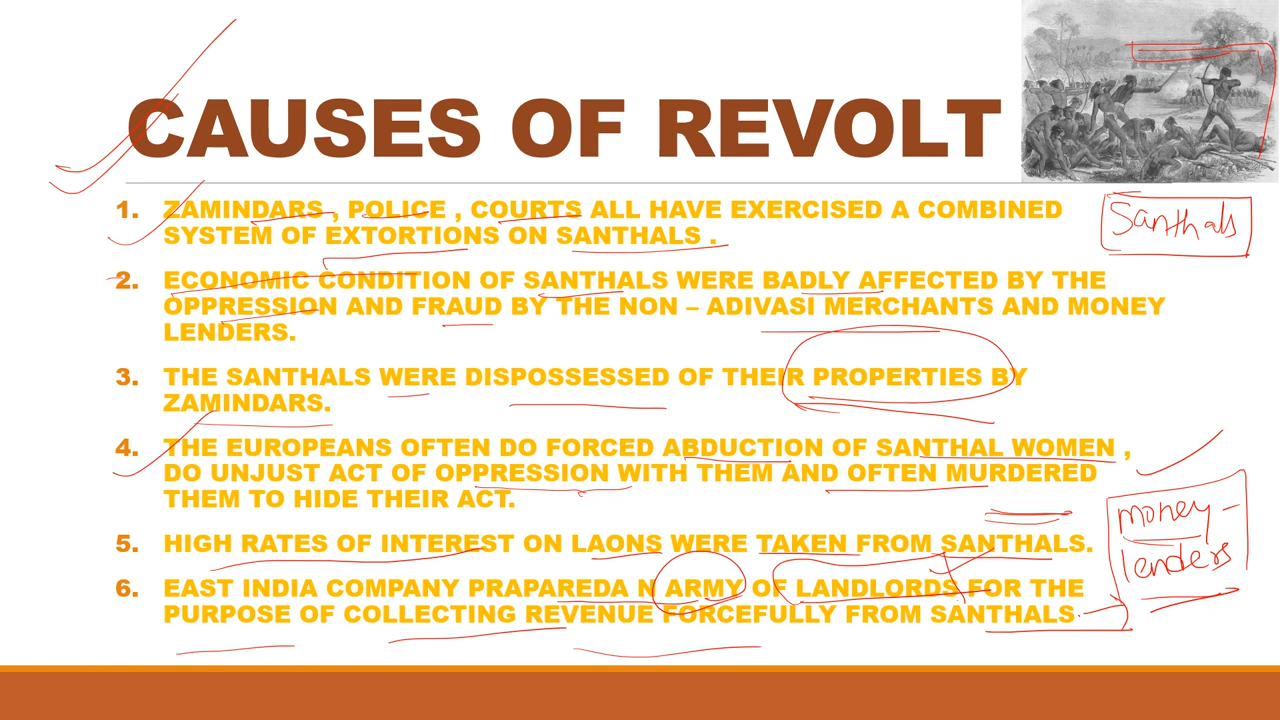 CAUSES OF REVOLT
1. ZAMINDARS , POLICE , COURTS ALL HAVE EXERCISED A COMBINED
SYSTEM OF EXTORTIONS ON SANTHALS .
Santhals
2. ECONOMIC CONDITION OF SANTHALS WERE BADLY AFFECTED BY THE
OPPRESSION AND FRAUD BY THE NON – ADIVASI MERCHANTS AND MONEY
LENDERS.
3. THE SANTHALS WERE DISPOSSESSED OF THEIR PROPERTIES BY
ZAMINDARS.
4. THE EUROPEANS OFTEN DO FORCED ABDUCTION OF SANTHAL WOMEN ,
DO UNJUST ACT OF OPPRESSION WITH THEM AND OFTEN MURDERED
THEM TO HIDE THEIR ACT.
money –
lenders
5. HIGH RATES OF INTEREST ON LAONS WERE TAKEN FROM SANTHALS.
6. EAST INDIA COMPANY PRAPAREDA N ARMY OF LANDLORDS FOR THE
PURPOSE OF COLLECTING REVENUE FORCEFULLY FROM SANTHALS.